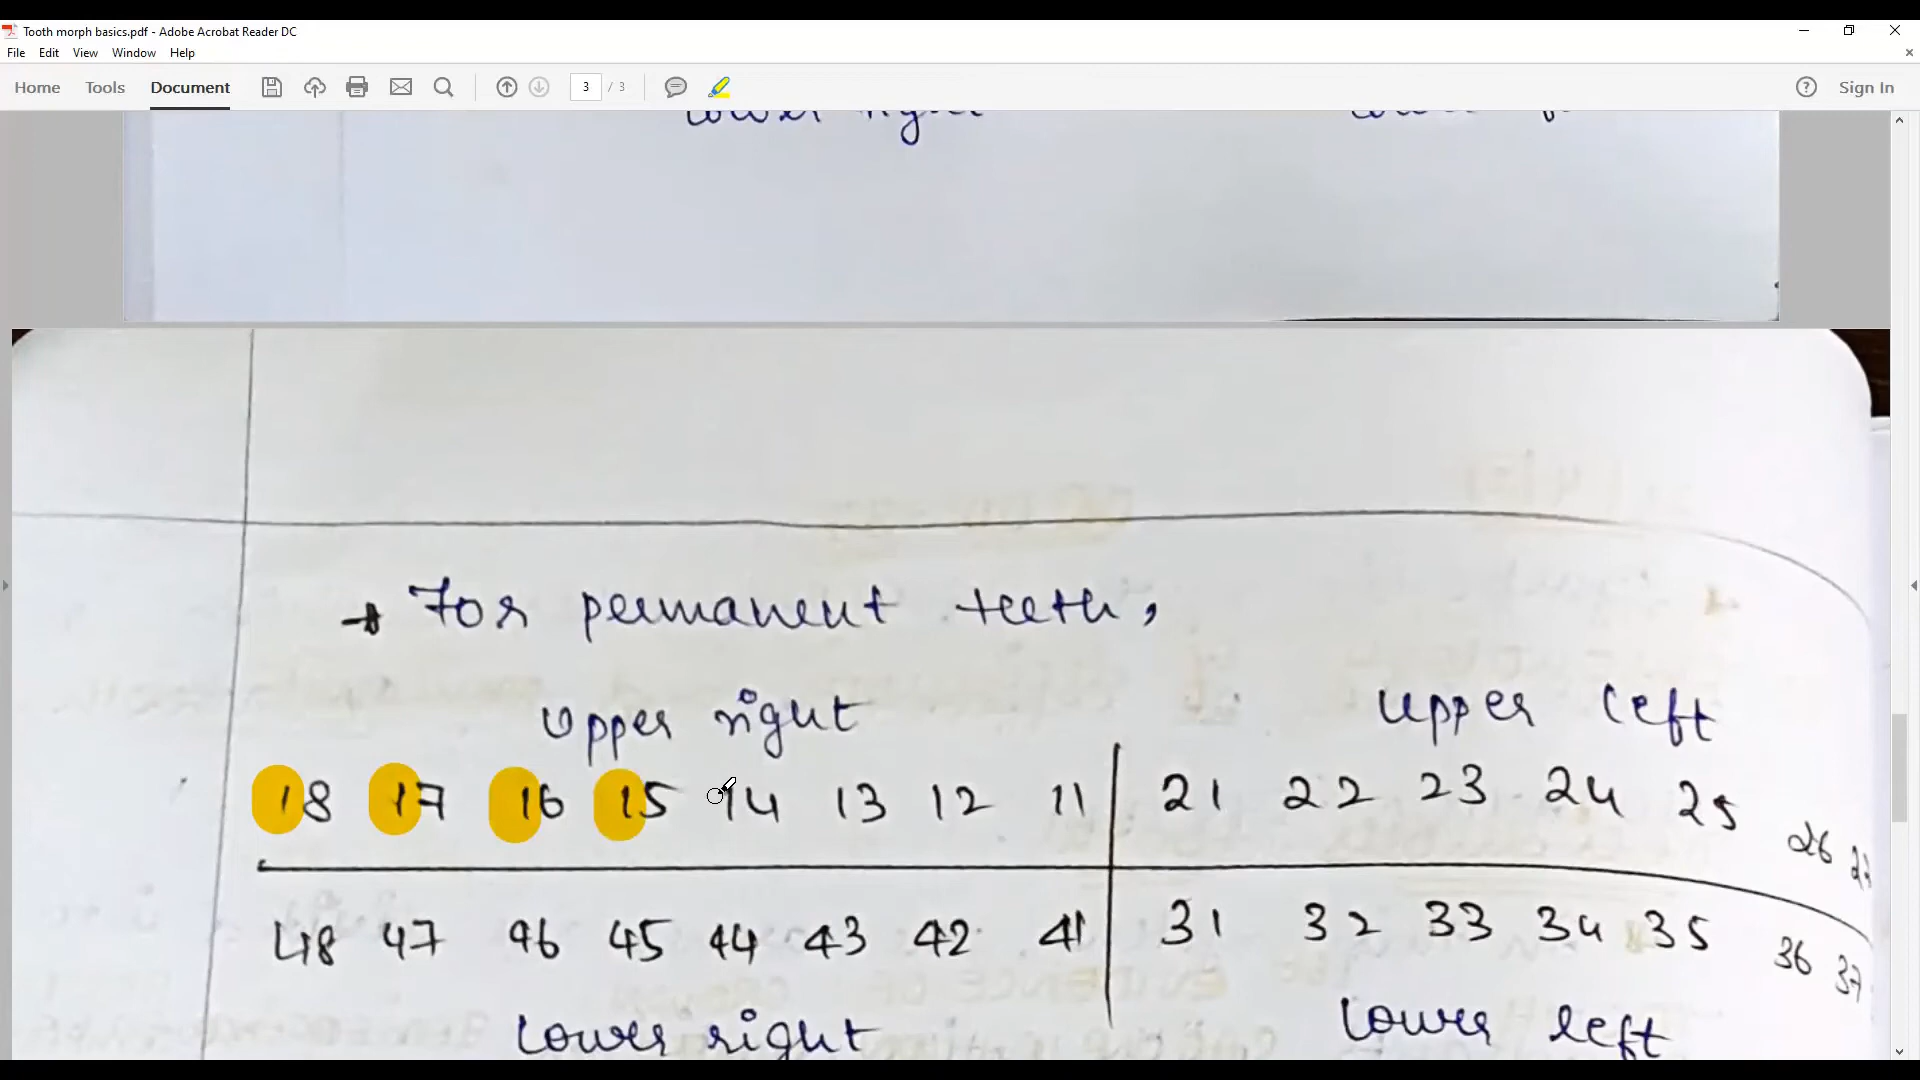 Tooth morph basics.pdf - Adobe Acrobat Reader DC
File Edit View Window Help
Home Tools Document 3 / 3 Sign In
Lower right
→ For permanent teeth,
Upper right Upper left
18 17 16 15 14 13 12 11 21 22 23 24 25 26 27
48 47 46 45 44 43 42 41 31 32 33 34 35 36 37
Lower right Lower left